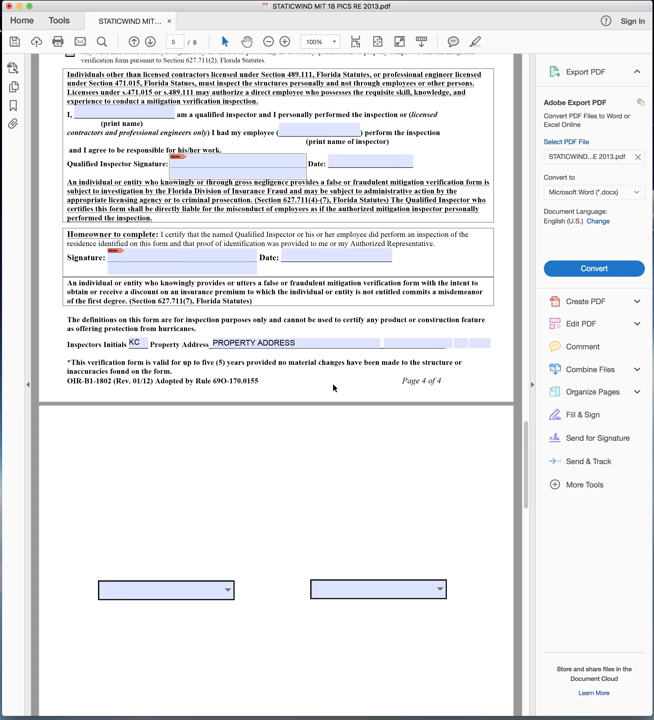 STATICWIND MIT 18 PICS RE 2013.pdf
Home Tools STATICWIND MIT... × ? Sign In
5 / 8 100%
verification form pursuant to Section 627.711(2), Florida Statutes.
Individuals other than licensed contractors licensed under Section 489.111, Florida Statutes, or professional engineer licensed
under Section 471.015, Florida Statues, must inspect the structures personally and not through employees or other persons.
Licensees under s.471.015 or s.489.111 may authorize a direct employee who possesses the requisite skill, knowledge, and
experience to conduct a mitigation verification inspection.
I, am a qualified inspector and I personally performed the inspection or (licensed
(print name)
contractors and professional engineers only) I had my employee ( ) perform the inspection
(print name of inspector)
and I agree to be responsible for his/her work.
Qualified Inspector Signature: Date:
An individual or entity who knowingly or through gross negligence provides a false or fraudulent mitigation verification form is
subject to investigation by the Florida Division of Insurance Fraud and may be subject to administrative action by the
appropriate licensing agency or to criminal prosecution. (Section 627.711(4)-(7), Florida Statutes) The Qualified Inspector who
certifies this form shall be directly liable for the misconduct of employees as if the authorized mitigation inspector personally
performed the inspection.
Homeowner to complete: I certify that the named Qualified Inspector or his or her employee did perform an inspection of the
residence identified on this form and that proof of identification was provided to me or my Authorized Representative.
Signature: Date:
An individual or entity who knowingly provides or utters a false or fraudulent mitigation verification form with the intent to
obtain or receive a discount on an insurance premium to which the individual or entity is not entitled commits a misdemeanor
of the first degree. (Section 627.711(7), Florida Statutes)
The definitions on this form are for inspection purposes only and cannot be used to certify any product or construction feature
as offering protection from hurricanes.
Inspectors Initials KC Property Address PROPERTY ADDRESS
*This verification form is valid for up to five (5) years provided no material changes have been made to the structure or
inaccuracies found on the form.
OIR-B1-1802 (Rev. 01/12) Adopted by Rule 69O-170.0155 Page 4 of 4
Export PDF
Adobe Export PDF
Convert PDF Files to Word or
Excel Online
Select PDF File
STATICWIND...E 2013.pdf ×
Convert to
Microsoft Word (*.docx)
Document Language:
English (U.S.) Change
Convert
Create PDF
Edit PDF
Comment
Combine Files
Organize Pages
Fill & Sign
Send for Signature
Send & Track
More Tools
Store and share files in the
Document Cloud
Learn More